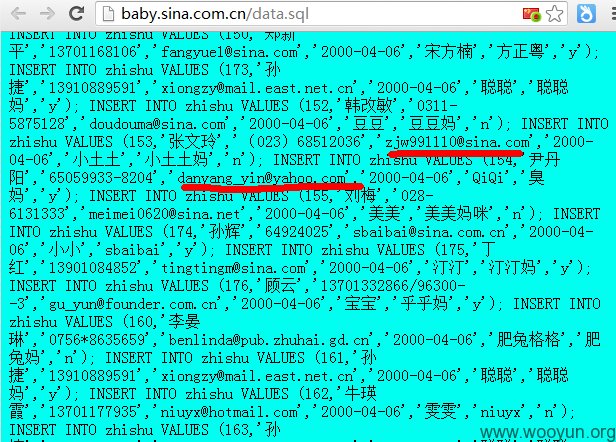 baby.sina.com.cn/data.sql
INSERT INTO zhishu VALUES (150,'郑新
平','13701168106','fangyue1@sina.com','2000-04-06','宋方楠','方正粤','y');
INSERT INTO zhishu VALUES (173,'孙
捷','13910889591','xiongzy@mail.east.net.cn','2000-04-06','聪聪','聪聪
妈','y'); INSERT INTO zhishu VALUES (152,'韩改敏','0311-
5875128','doudouma@sina.com','2000-04-06','豆豆','豆豆妈','n'); INSERT
INTO zhishu VALUES (153,'张文玲','（023）68512036','zjw991110@sina.com','2000-
04-06','小土土','小土土妈','n'); INSERT INTO zhishu VALUES (154,'尹丹
阳','65059933-8204','danyang_yin@yahoo.com','2000-04-06','QiQi','臭
妈','y'); INSERT INTO zhishu VALUES (155,'刘梅','028-
6131333','meimei0620@sina.net','2000-04-06','美美','美美妈咪','n'); INSERT INTO zhishu
VALUES (174,'孙辉','64924025','sbaibai@sina.com.cn','2000-04-
06','小小','sbaibai','y'); INSERT INTO zhishu VALUES (175,'丁
红','13901084852','tingtingm@sina.com','2000-04-06','汀汀','汀汀妈','y');
INSERT INTO zhishu VALUES (176,'顾云','13701332866/96300-
-3','gu_yun@founder.com.cn','2000-04-06','宝宝','乎乎妈','y'); INSERT INTO
zhishu VALUES (160,'李晏
琳','0756*8635659','benlinda@pub.zhuhai.gd.cn','2000-04-06','肥兔格格','肥
兔妈','n'); INSERT INTO zhishu VALUES (161,'孙
捷','13910889591','xiongzy@mail.east.net.cn','2000-04-06','聪聪','聪聪
妈','y'); INSERT INTO zhishu VALUES (162,'牛瑛
霞','13701177935','niuyx@hotmail.com','2000-04-06','雯雯','niuyx','n');
INSERT INTO zhishu VALUES (163,'孙
www.wooyun.org